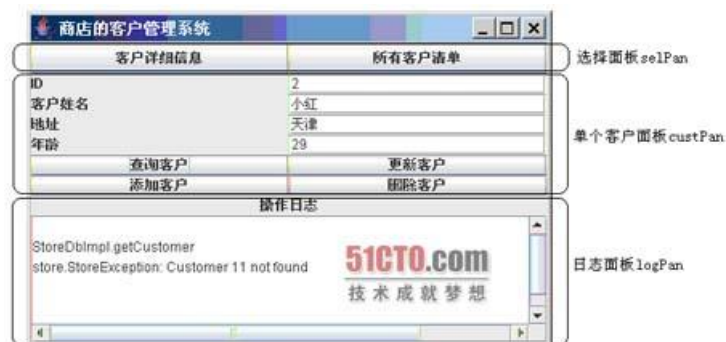 商店的客户管理系统
客户详细信息 所有客户清单 选择面板selPan
ID 2
客户姓名 小红
地址 天津
年龄 29
单个客户面板custPan
查询客户 更新客户
添加客户 删除客户
操作日志
StoreDbImpl.getCustomer
store.StoreException: Customer 11 not found
51CTO.com
技术成就梦想
日志面板logPan